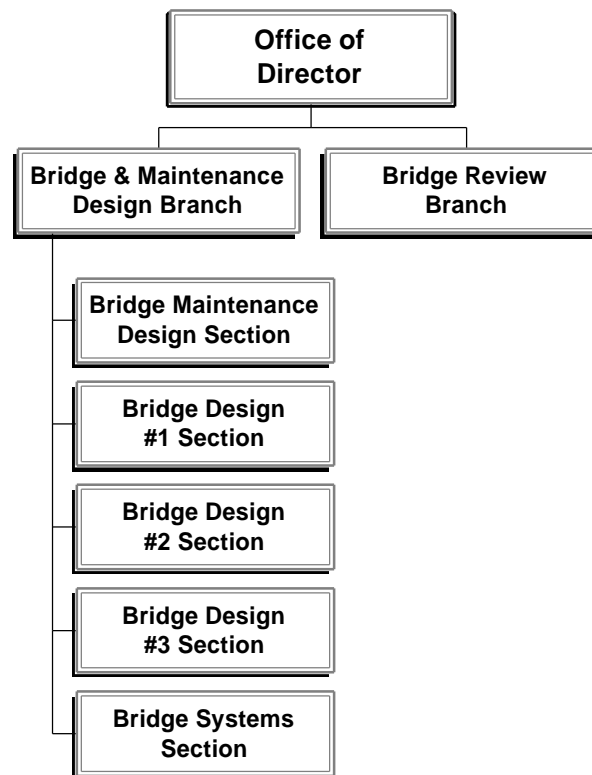 Office of
Director
Bridge & Maintenance
Design Branch
Bridge Review
Branch
Bridge Maintenance
Design Section
Bridge Design
#1 Section
Bridge Design
#2 Section
Bridge Design
#3 Section
Bridge Systems
Section